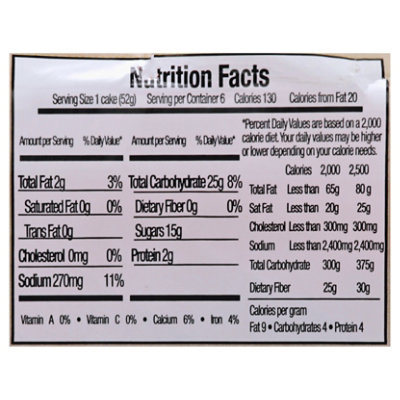 Nutrition Facts
Serving Size 1 cake (52g) Serving per Container 6 Calories 130 Calories from Fat 20
Amount per Serving % Daily Value* Amount per Serving % Daily Value*
Total Fat 2g 3% Total Carbohydrate 25g 8%
Saturated Fat 0g 0% Dietary Fiber 0g 0%
Trans Fat 0g Sugars 15g
Cholesterol 0mg 0% Protein 2g
Sodium 270mg 11%
*Percent Daily Values are based on a 2,000
calorie diet. Your daily values may be higher
or lower depending on your calorie needs.
Calories 2,000 2,500
Total Fat Less than 65g 80g
Sat Fat Less than 20g 25g
Cholesterol Less than 300mg 300mg
Sodium Less than 2,400mg 2,400mg
Total Carbohydrate 300g 375g
Dietary Fiber 25g 30g
Calories per gram
Fat 9 • Carbohydrates 4 • Protein 4
Vitamin A 0% • Vitamin C 0% • Calcium 6% • Iron 4%